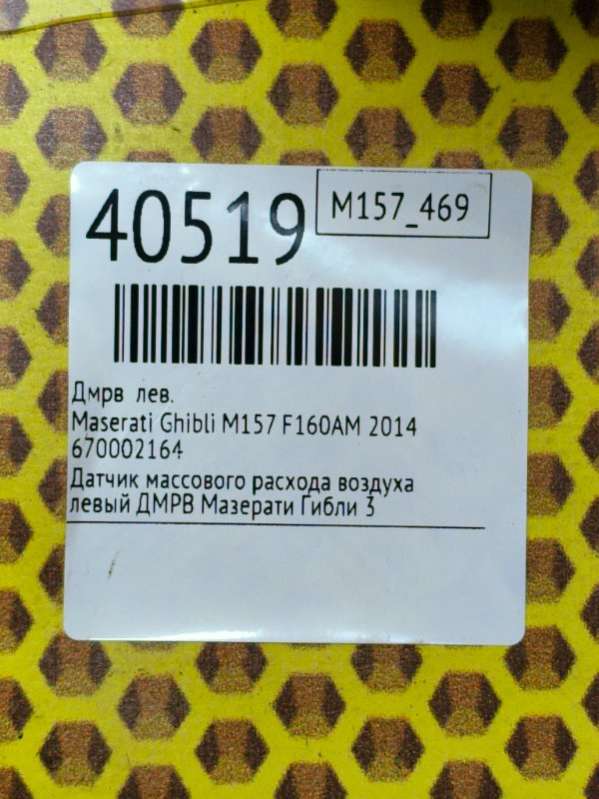 40519
M157_469
Дмрв лев.
Maserati Ghibli M157 F160AM 2014
670002164
Датчик массового расхода воздуха
левый ДМРВ Мазерати Гибли 3